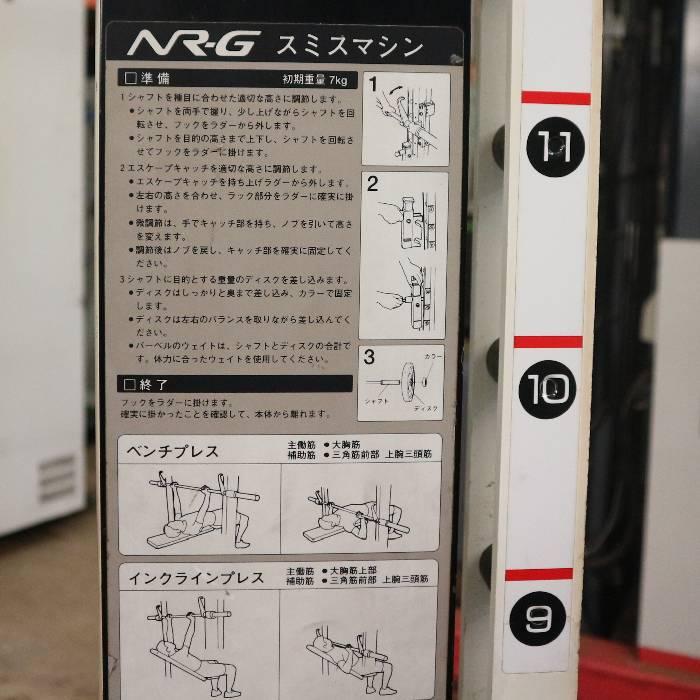 NR-G スミスマシン
□ 準備 初期重量 7kg
1 シャフトを種目に合わせた適切な高さに調節します。
●シャフトを両手で握り、少し上げながらシャフトを回
転させ、フックをラダーから外します。
●シャフトを目的の高さまで上下し、シャフトを回転さ
せてフックをラダーに掛けます。
2 エスケープキャッチを適切な高さに調節します。
●エスケープキャッチを持ち上げラダーから外します。
●左右の高さを合わせ、ラック部分をラダーに確実に掛
けます。
●微調節は、手でキャッチ部を持ち、ノブを引いて高さ
を変えます。
●調節後はノブを戻し、キャッチ部を確実に固定してく
ださい。
3 シャフトに目的とする重量のディスクを差し込みます。
●ディスクはしっかりと奥まで差し込み、カラーで固定
します。
●ディスクは左右のバランスを取りながら差し込んでく
ださい。
●バーベルのウェイトは、シャフトとディスクの合計で
す。体力に合ったウェイトを使用してください。
□ 終了
フックをラダーに掛けます。
確実に掛かったことを確認して、本体から離れます。
1
2
3
カラー
シャフト
ディスク
ベンチプレス
主働筋 ●大胸筋
補助筋 ●三角筋前部 上腕三頭筋
インクラインプレス
主働筋 ●大胸筋上部
補助筋 ●三角筋前部 上腕三頭筋
11
10
9